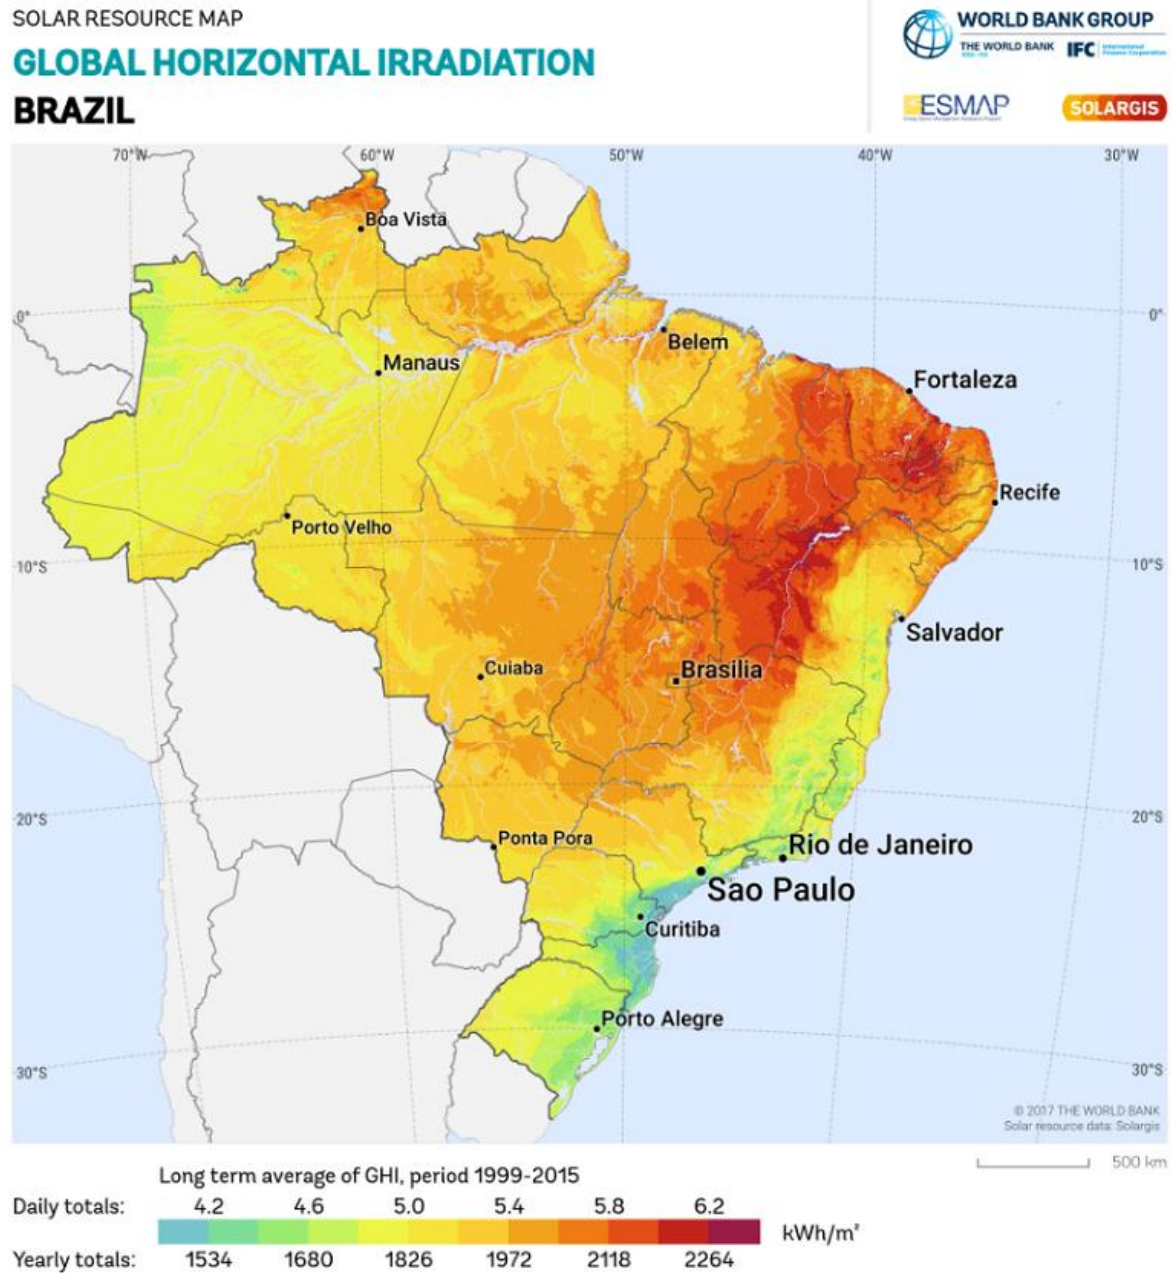 SOLAR RESOURCE MAP
GLOBAL HORIZONTAL IRRADIATION
BRAZIL
WORLD BANK GROUP
THE WORLD BANK
IFC International Finance Corporation
ESMAP
SOLARGIS
70°W 60°W 50°W 40°W 30°W
Boa Vista
0° 0°
Belem
Manaus
Fortaleza
Recife
Porto Velho
10°S 10°S
Salvador
Cuiaba
Brasilia
20°S 20°S
Ponta Pora
Rio de Janeiro
Sao Paulo
Curitiba
Porto Alegre
30°S 30°S
© 2017 THE WORLD BANK
Solar resource data: Solargis
500 km
Long term average of GHI, period 1999-2015
Daily totals: 4.2 4.6 5.0 5.4 5.8 6.2
kWh/m²
Yearly totals: 1534 1680 1826 1972 2118 2264